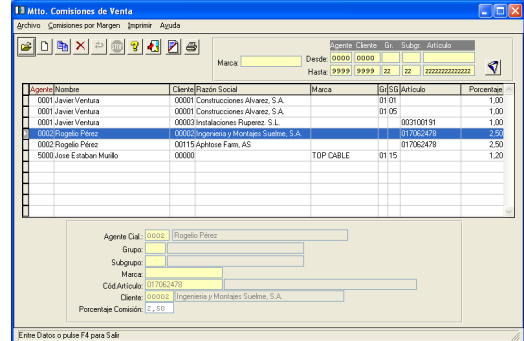 Mtto. Comisiones de Venta
Archivo Comisiones por Margen Imprimir Ayuda
Agente Cliente Gr. Subgr. Artículo
Marca: Desde: 0000 0000
Hasta: 9999 9999 zz zz zzzzzzzzzzzzz
Agente Nombre Cliente Razón Social Marca Gr SG Artículo Porcentaje
0001 Javier Ventura 00001 Construcciones Alvarez, S.A. 01 01 1,00
0001 Javier Ventura 00001 Construcciones Alvarez, S.A. 01 05 1,00
0001 Javier Ventura 00003 Instalaciones Ruperez. S.L. 003100191 1,00
0002 Rogelio Pérez 00002 Ingenieria y Montajes Suelme, S.A. 017062478 2,50
0002 Rogelio Pérez 00115 Aphtose Farm, AS 017062478 2,50
5000 Jose Estaban Murillo 00000 TOP CABLE 01 15 1,20
Agente Cial.: 0002 Rogelio Pérez
Grupo:
Subgrupo:
Marca:
Cód.Artículo: 017062478
Cliente: 00002 Ingenieria y Montajes Suelme, S.A.
Porcentaje Comisión: 2,50
Entre Datos o pulse F4 para Salir